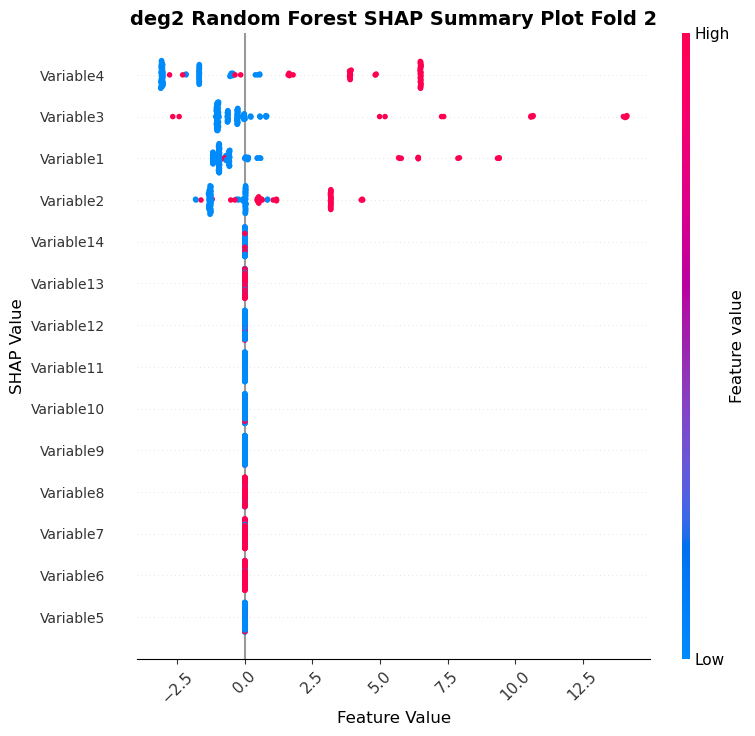 deg2 Random Forest SHAP Summary Plot Fold 2
High
Variable4
Variable3
Variable1
Variable2
Variable14
Variable13
Variable12
Variable11
Variable10
Variable9
Variable8
Variable7
Variable6
Variable5
SHAP Value
Feature value
Low
−2.5
0.0
2.5
5.0
7.5
10.0
12.5
Feature Value